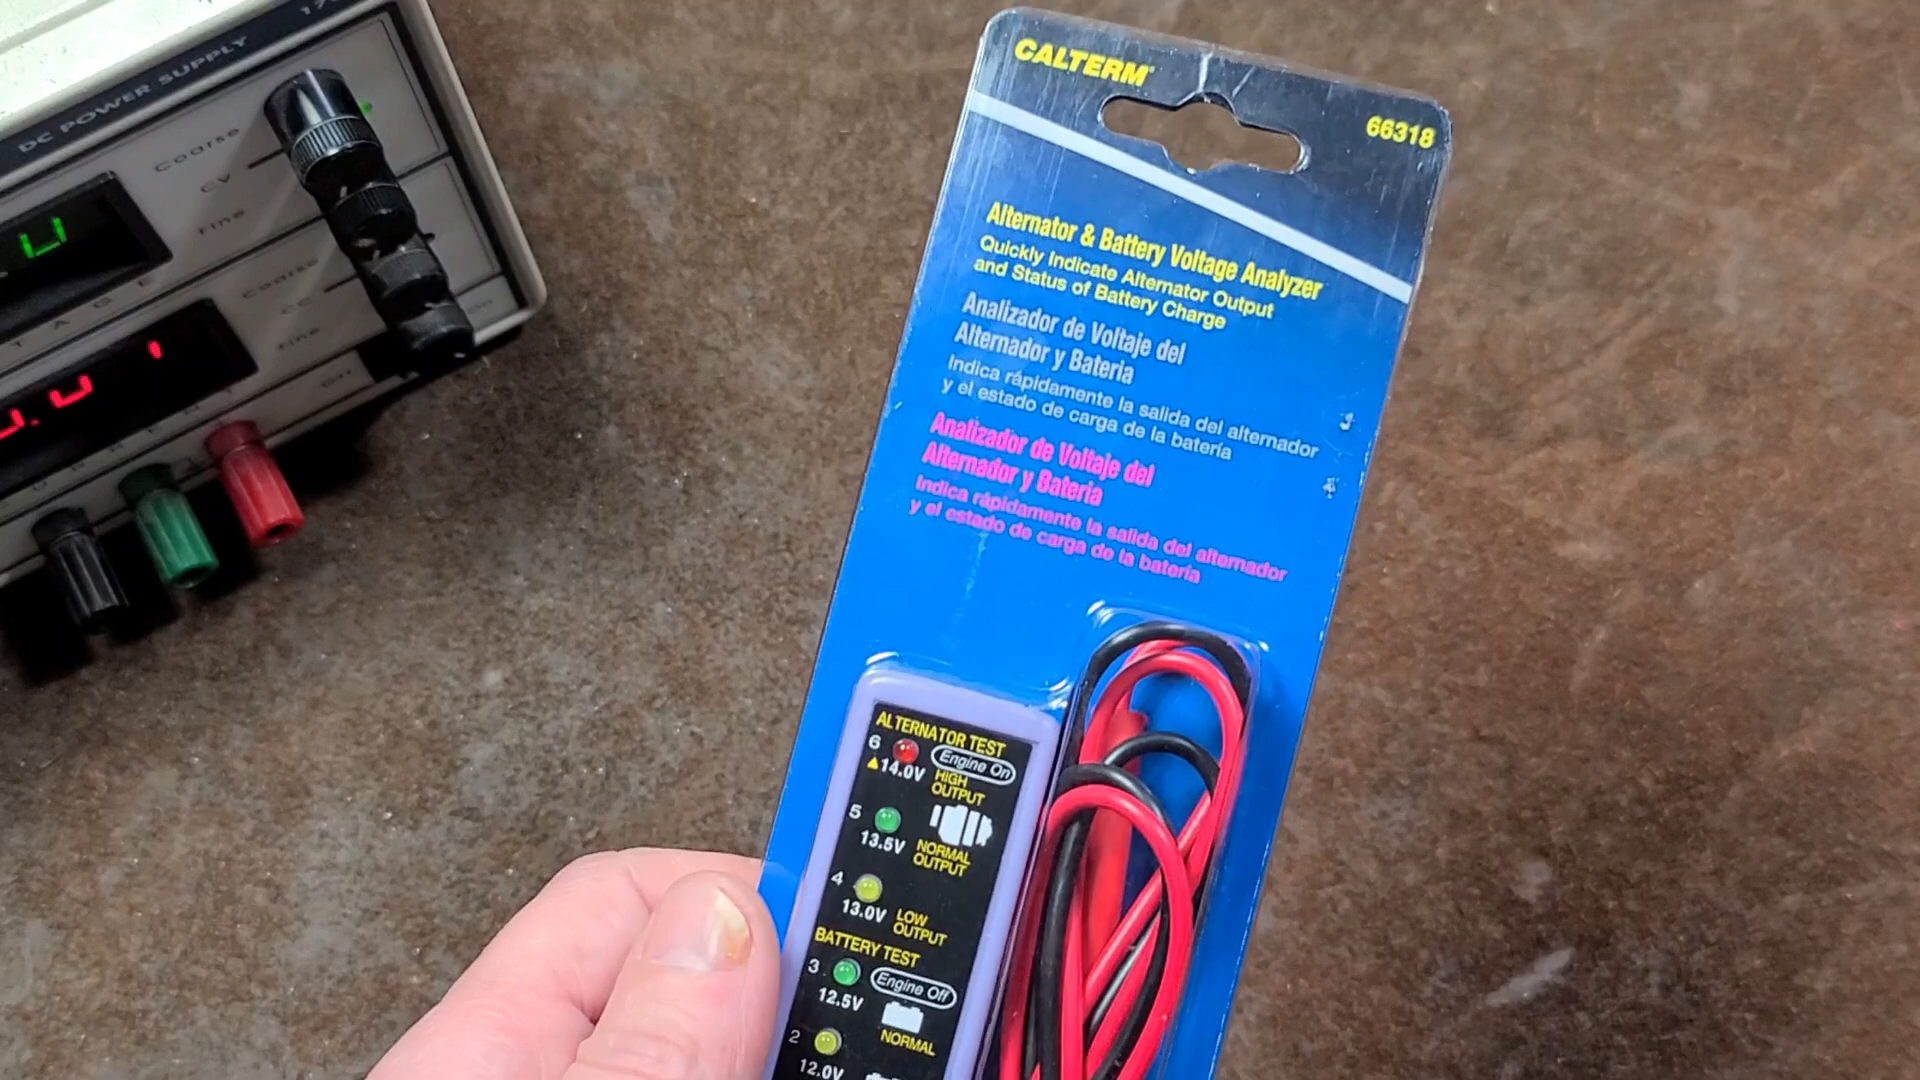 DC POWER SUPPLY
Coarse
CV
Fine
Coarse
CC
Fine
CALTERM
66318
Alternator & Battery Voltage Analyzer
Quickly Indicate Alternator Output
and Status of Battery Charge
Analizador de Voltaje del
Alternador y Bateria
Indica rápidamente la salida del alternador
y el estado de carga de la batería
Analizador de Voltaje del
Alternador y Bateria
Indica rápidamente la salida del alternador
y el estado de carga de la batería
ALTERNATOR TEST
6 Engine On
14.0V HIGH
OUTPUT
5
13.5V NORMAL
OUTPUT
4
13.0V LOW
OUTPUT
BATTERY TEST
3 Engine Off
12.5V
NORMAL
2
12.0V